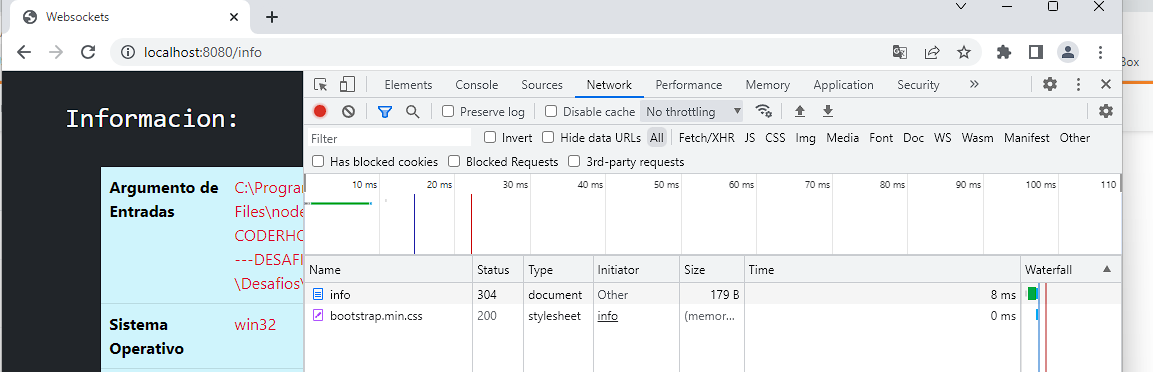 Websockets
localhost:8080/info
Box
Informacion:
Argumento de Entradas
C:\Program
Files\node
CODERHO
---DESAFI
\Desafios\
Sistema Operativo
win32
Elements Console Sources Network Performance Memory Application Security »
Preserve log Disable cache No throttling
Filter Invert Hide data URLs All Fetch/XHR JS CSS Img Media Font Doc WS Wasm Manifest Other
Has blocked cookies Blocked Requests 3rd-party requests
10 ms 20 ms 30 ms 40 ms 50 ms 60 ms 70 ms 80 ms 90 ms 100 ms 110
Name Status Type Initiator Size Time Waterfall
info 304 document Other 179 B 8 ms
bootstrap.min.css 200 stylesheet info (memor... 0 ms